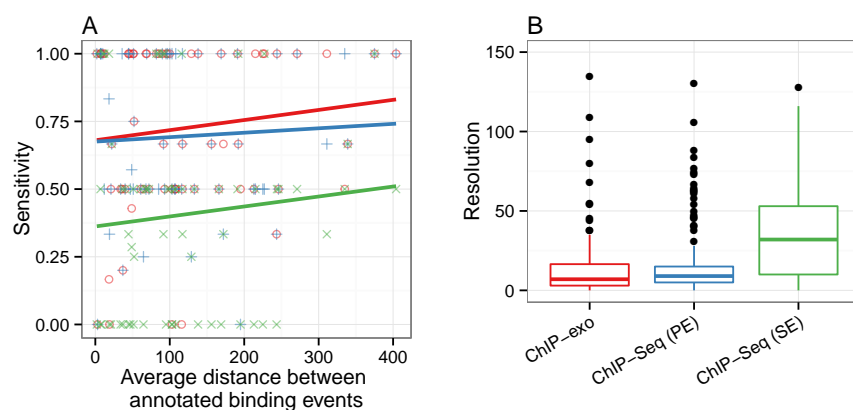 A
Sensitivity
1.00
0.75
0.50
0.25
0.00
0
100
200
300
400
Average distance between
annotated binding events
B
Resolution
150
100
50
0
ChIP−exo
ChIP−Seq (PE)
ChIP−Seq (SE)